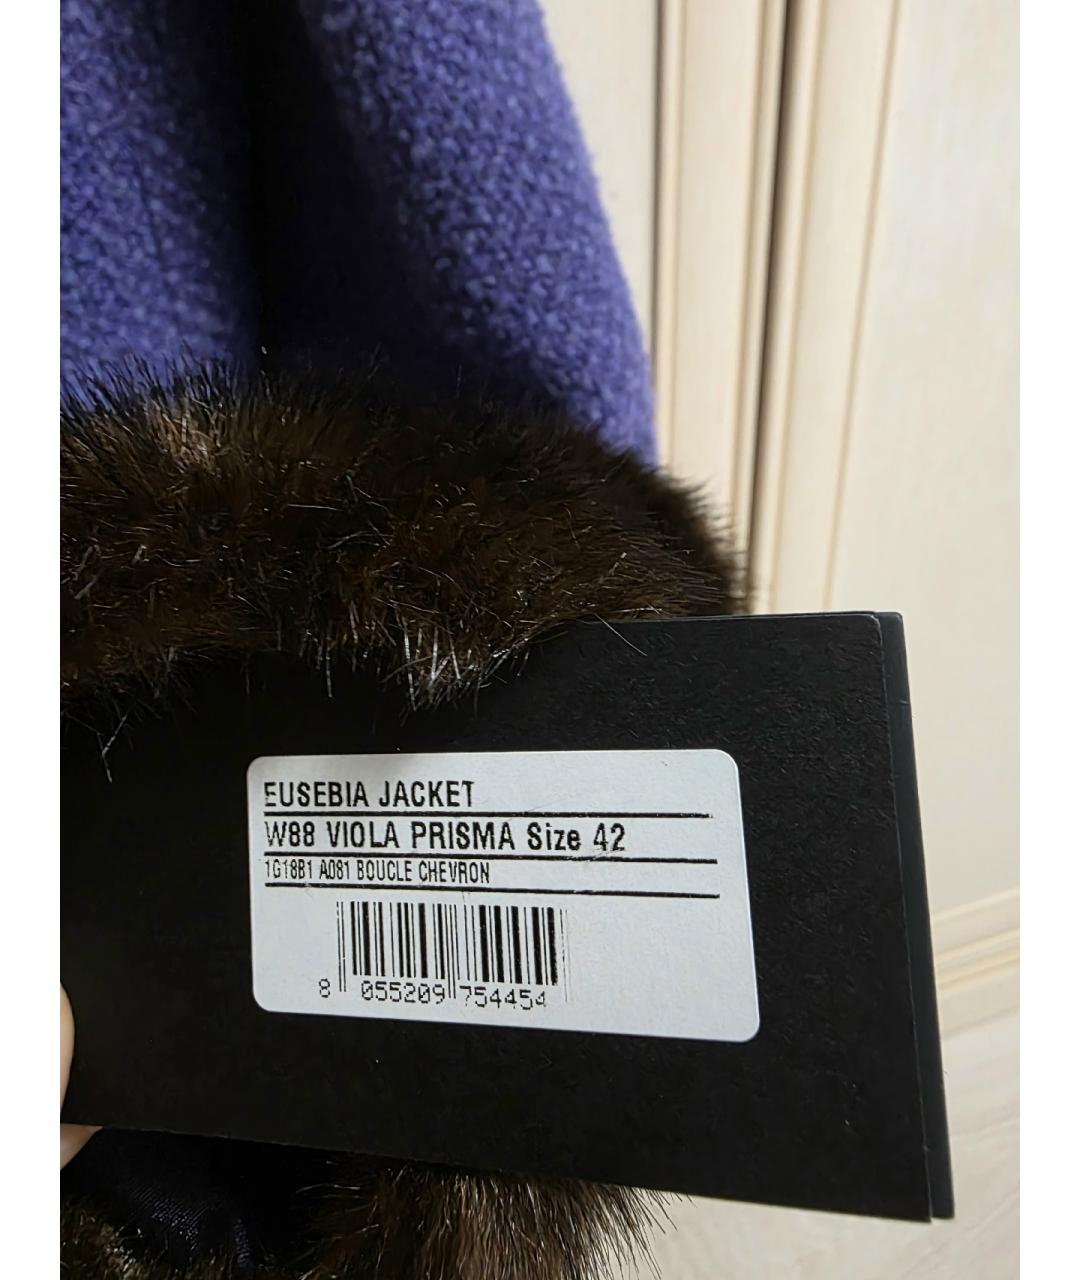 EUSEBIA JACKET
W88 VIOLA PRISMA Size 42
1G18B1 A081 BOUCLE CHEVRON
8 055209 754454